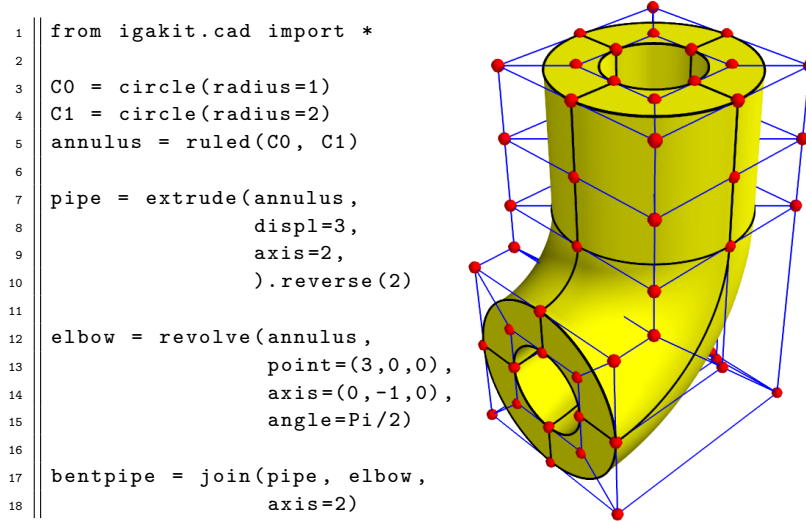 1 from igakit.cad import *
2
3 C0 = circle(radius=1)
4 C1 = circle(radius=2)
5 annulus = ruled(C0, C1)
6
7 pipe = extrude(annulus,
8                displ=3,
9                axis=2,
10                ).reverse(2)
11
12 elbow = revolve(annulus,
13                 point=(3,0,0),
14                 axis=(0,-1,0),
15                 angle=Pi/2)
16
17 bentpipe = join(pipe, elbow,
18                 axis=2)